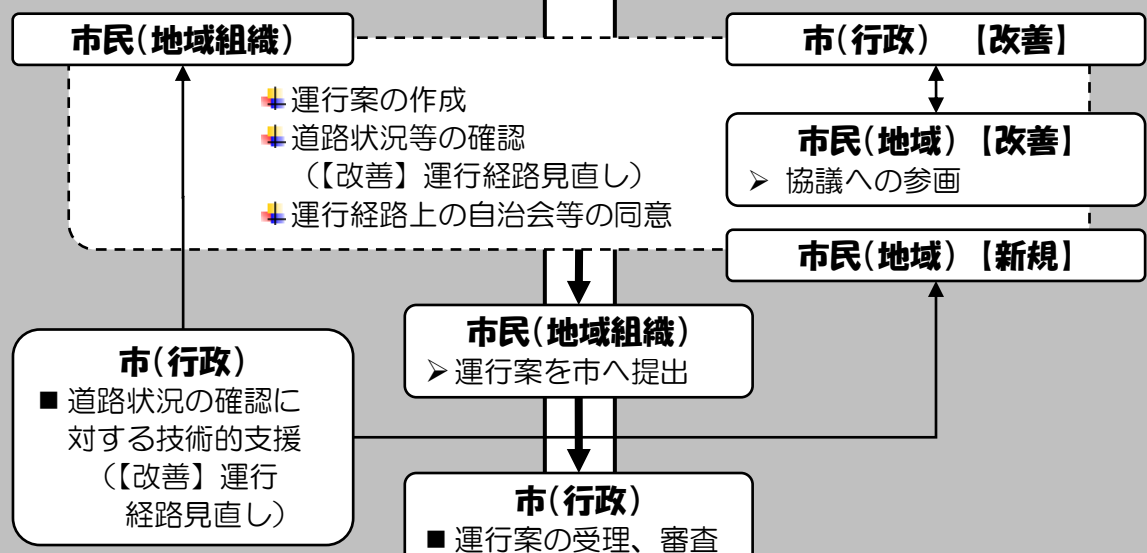 市民(地域組織)
市(行政) 【改善】
運行案の作成
道路状況等の確認
(【改善】運行経路見直し)
運行経路上の自治会等の同意
市民(地域)【改善】
➢ 協議への参画
市民(地域)【新規】
市民(地域組織)
➢ 運行案を市へ提出
市(行政)
■ 道路状況の確認に
対する技術的支援
(【改善】運行
経路見直し)
市(行政)
■ 運行案の受理、審査